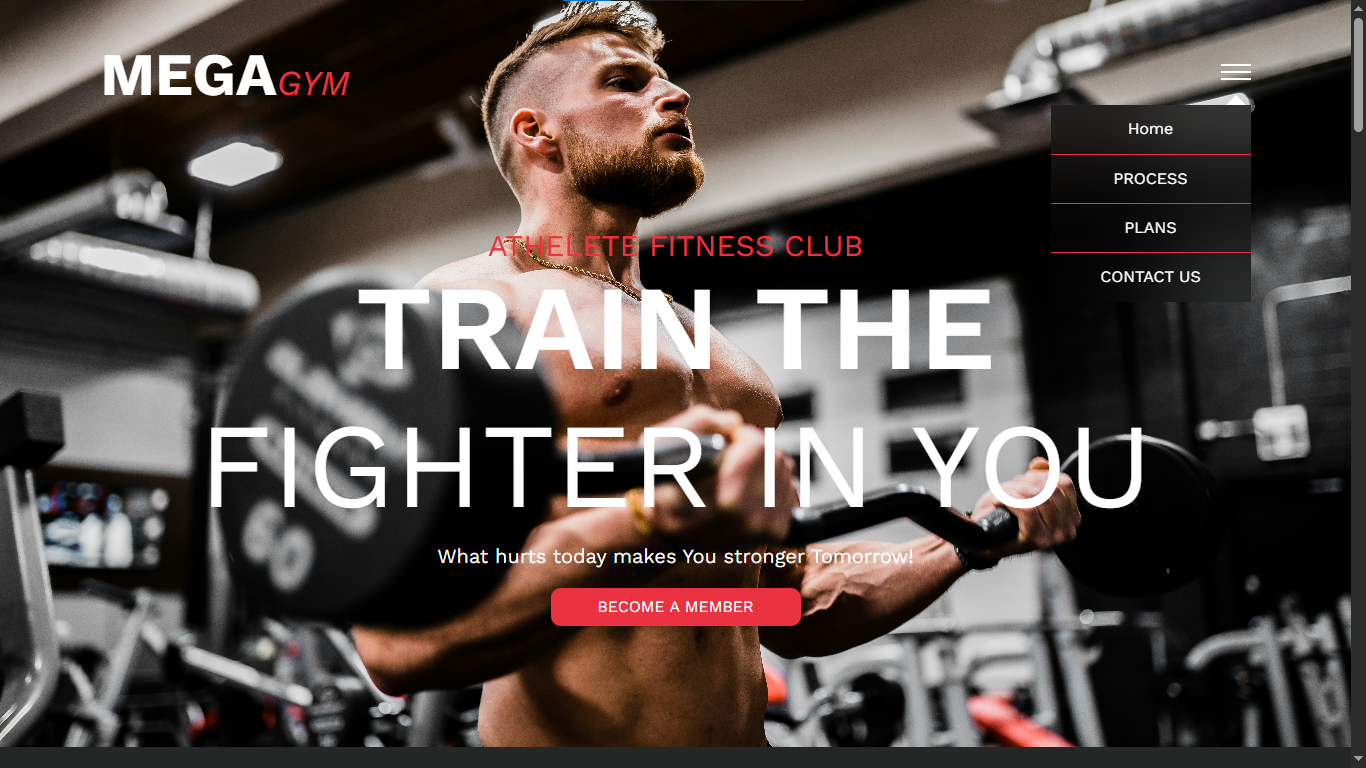 MEGAGYM
Home
PROCESS
PLANS
CONTACT US
ATHELETE FITNESS CLUB
TRAIN THE
FIGHTER IN YOU
What hurts today makes You stronger Tomorrow!
BECOME A MEMBER